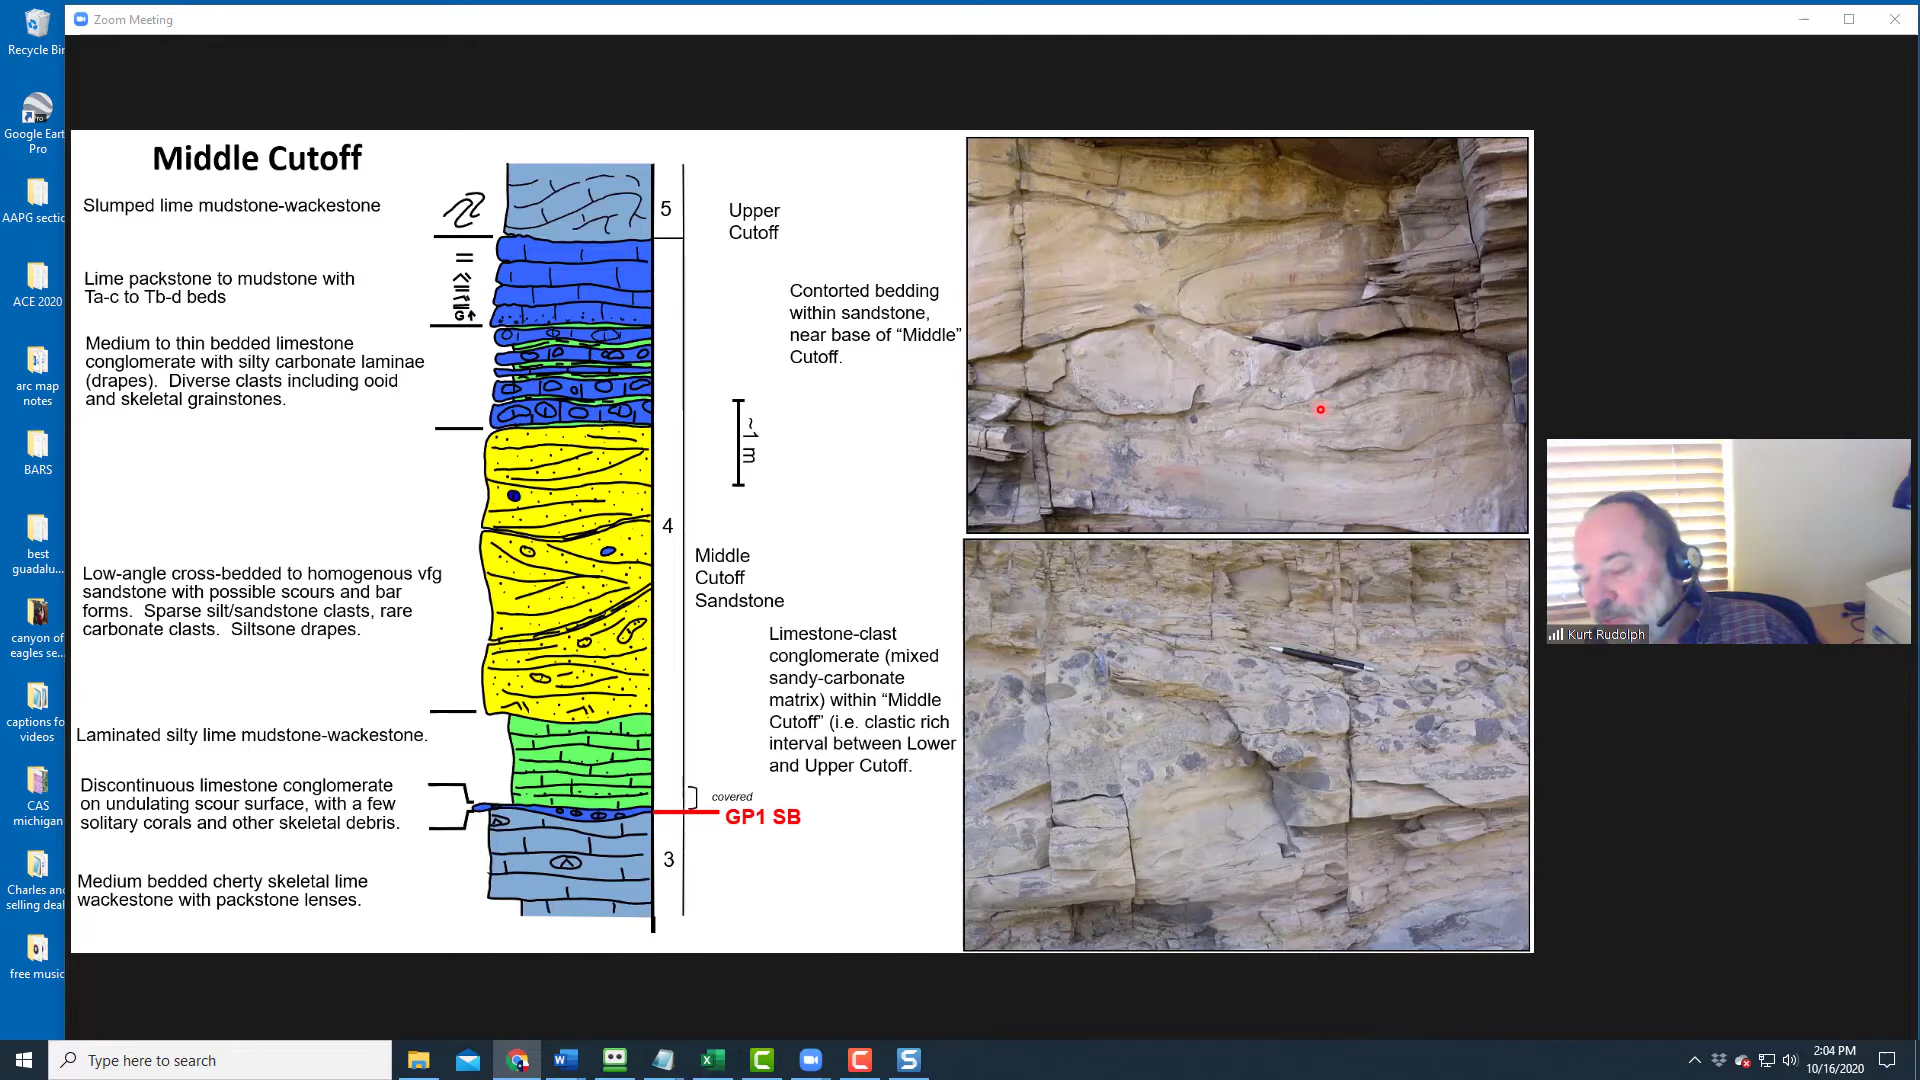 Zoom Meeting
Recycle Bin
Google Eart
Pro
AAPG sectio
ACE 2020
arc map
notes
BARS
best
guadalu...
canyon of
eagles se...
captions fo
videos
CAS
michigan
Charles and
selling deal
free music
Middle Cutoff
Slumped lime mudstone-wackestone
Lime packstone to mudstone with
Ta-c to Tb-d beds
Medium to thin bedded limestone
conglomerate with silty carbonate laminae
(drapes). Diverse clasts including ooid
and skeletal grainstones.
Low-angle cross-bedded to homogenous vfg
sandstone with possible scours and bar
forms. Sparse silt/sandstone clasts, rare
carbonate clasts. Siltsone drapes.
Laminated silty lime mudstone-wackestone.
Discontinuous limestone conglomerate
on undulating scour surface, with a few
solitary corals and other skeletal debris.
Medium bedded cherty skeletal lime
wackestone with packstone lenses.
G
5
4
3
Upper
Cutoff
Contorted bedding
within sandstone,
near base of “Middle”
Cutoff.
~1 m
Middle
Cutoff
Sandstone
Limestone-clast
conglomerate (mixed
sandy-carbonate
matrix) within “Middle
Cutoff” (i.e. clastic rich
interval between Lower
and Upper Cutoff.
covered
GP1 SB
Kurt Rudolph
Type here to search
2:04 PM
10/16/2020